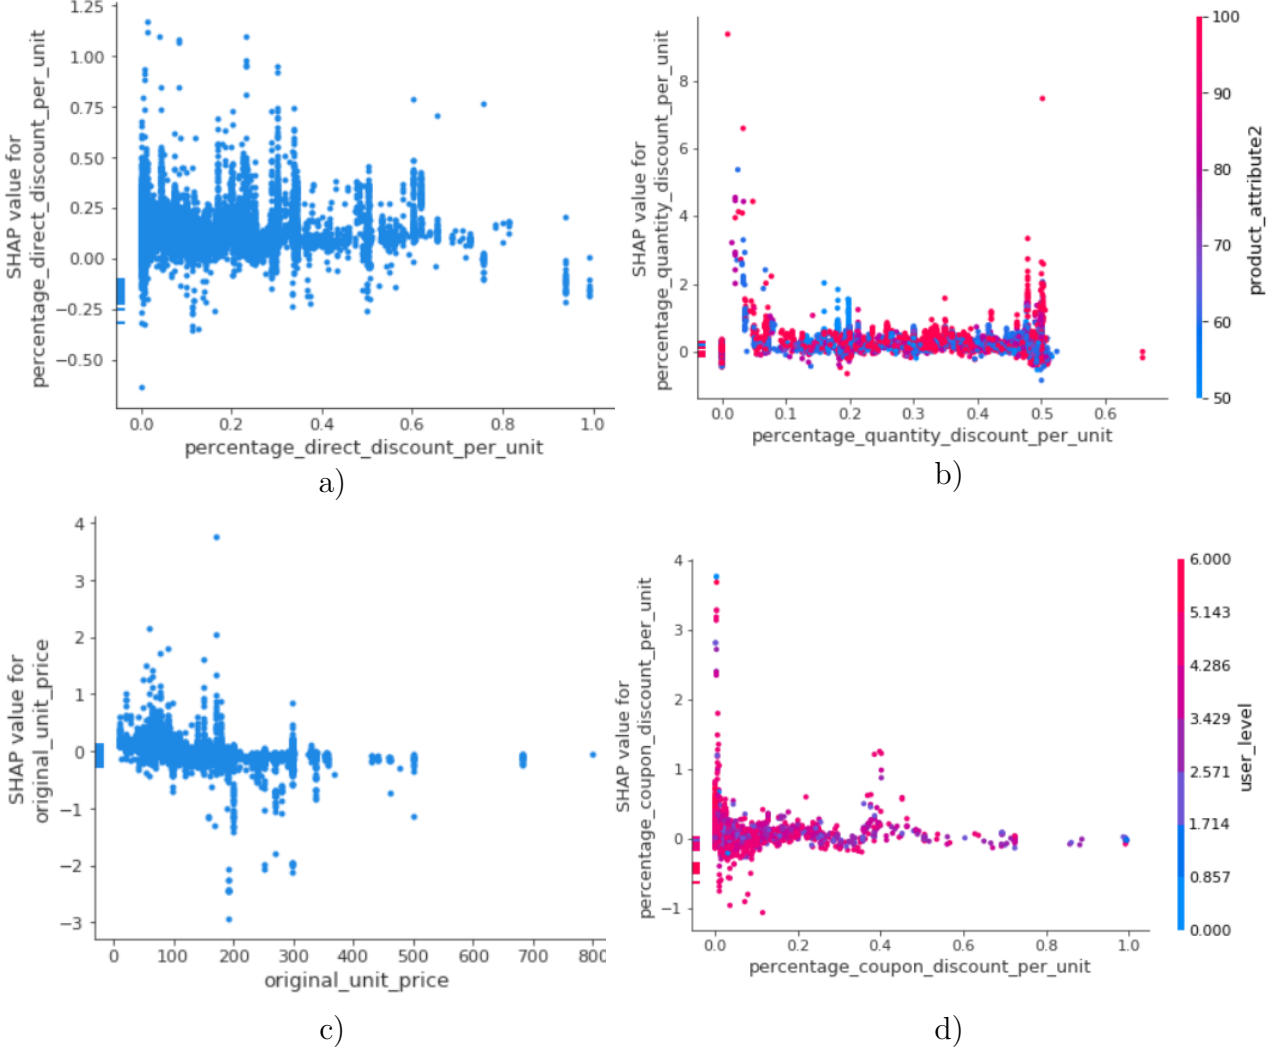 1.25
1.00
0.75
0.50
0.25
0.00
−0.25
−0.50
SHAP value for
percentage_direct_discount_per_unit
0.0 0.2 0.4 0.6 0.8 1.0
percentage_direct_discount_per_unit
a)
8
6
4
2
0
SHAP value for
percentage_quantity_discount_per_unit
0.0 0.1 0.2 0.3 0.4 0.5 0.6
percentage_quantity_discount_per_unit
100
90
80
70
60
50
product_attribute2
b)
4
3
2
1
0
−1
−2
−3
SHAP value for
original_unit_price
0 100 200 300 400 500 600 700 800
original_unit_price
c)
4
3
2
1
0
−1
SHAP value for
percentage_coupon_discount_per_unit
0.0 0.2 0.4 0.6 0.8 1.0
percentage_coupon_discount_per_unit
6.000
5.143
4.286
3.429
2.571
1.714
0.857
0.000
user_level
d)